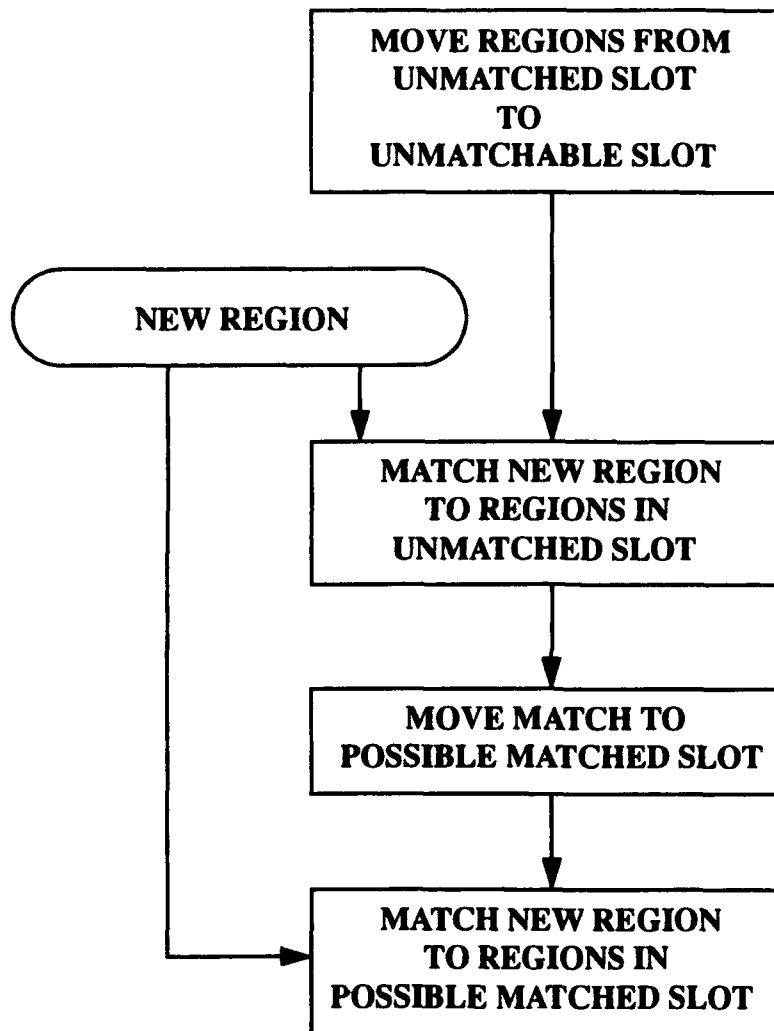 MOVE REGIONS FROM
UNMATCHED SLOT
TO
UNMATCHABLE SLOT
NEW REGION
MATCH NEW REGION
TO REGIONS IN
UNMATCHED SLOT
MOVE MATCH TO
POSSIBLE MATCHED SLOT
MATCH NEW REGION
TO REGIONS IN
POSSIBLE MATCHED SLOT